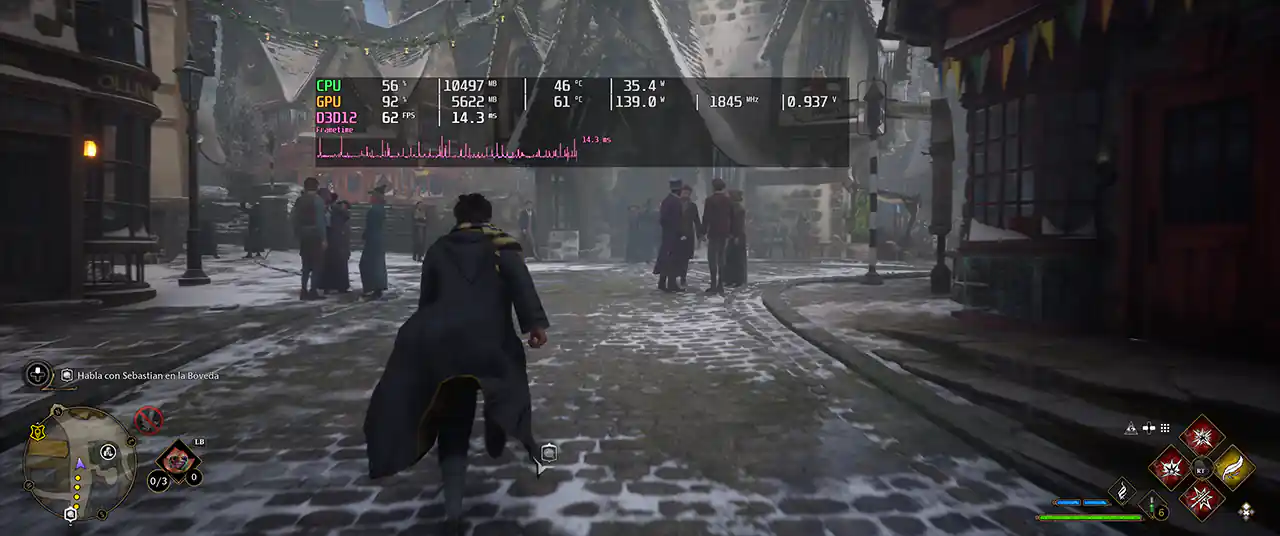 OLLIV
CPU 56 % 10497 MB 46 °C 35.4 W
GPU 92 % 5622 MB 61 °C 139.0 W 1845 MHz 0.937 V
D3D12 62 FPS 14.3 ms
Frametime
14.3 ms
Habla con Sebastian en la Boveda
LB
0/3
0
RT
6